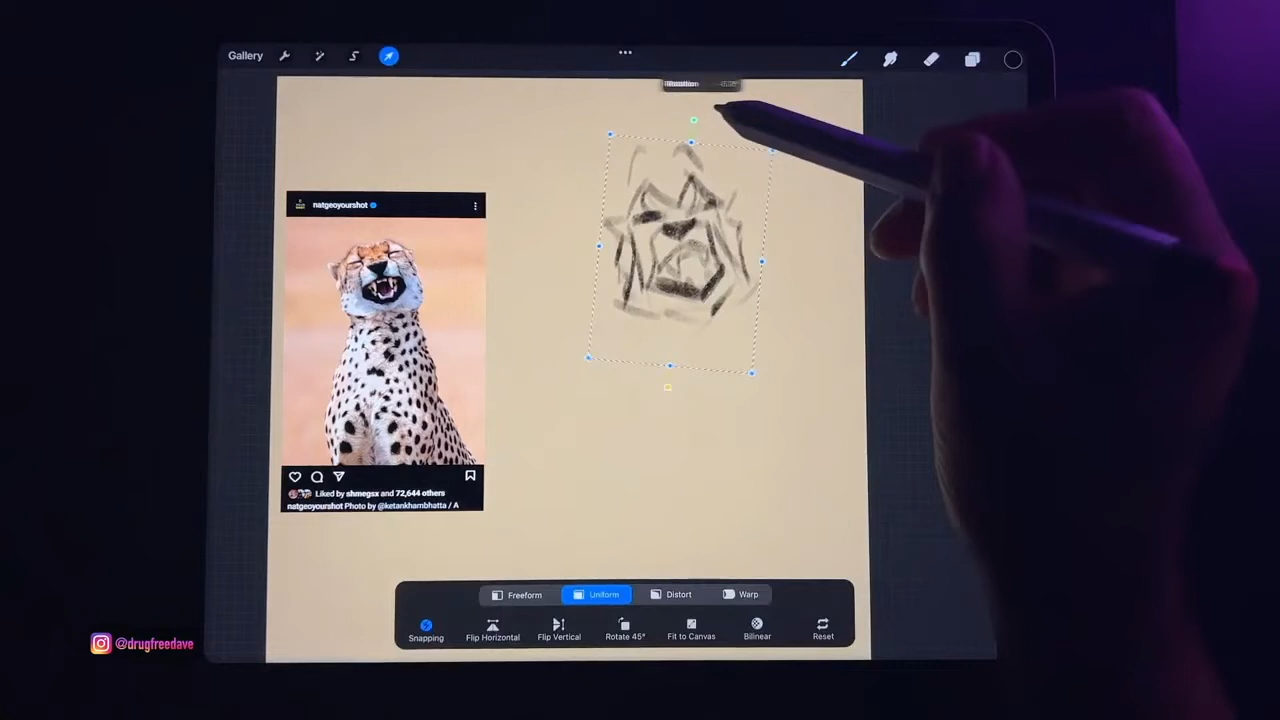 Gallery
natgeoyourshot
Liked by shmegsx and 72,644 others
natgeoyourshot Photo by @ketankhambhatta / A
Freeform
Uniform
Distort
Warp
Snapping
Flip Horizontal
Flip Vertical
Rotate 45°
Fit to Canvas
Bilinear
Reset
@drugfreedave